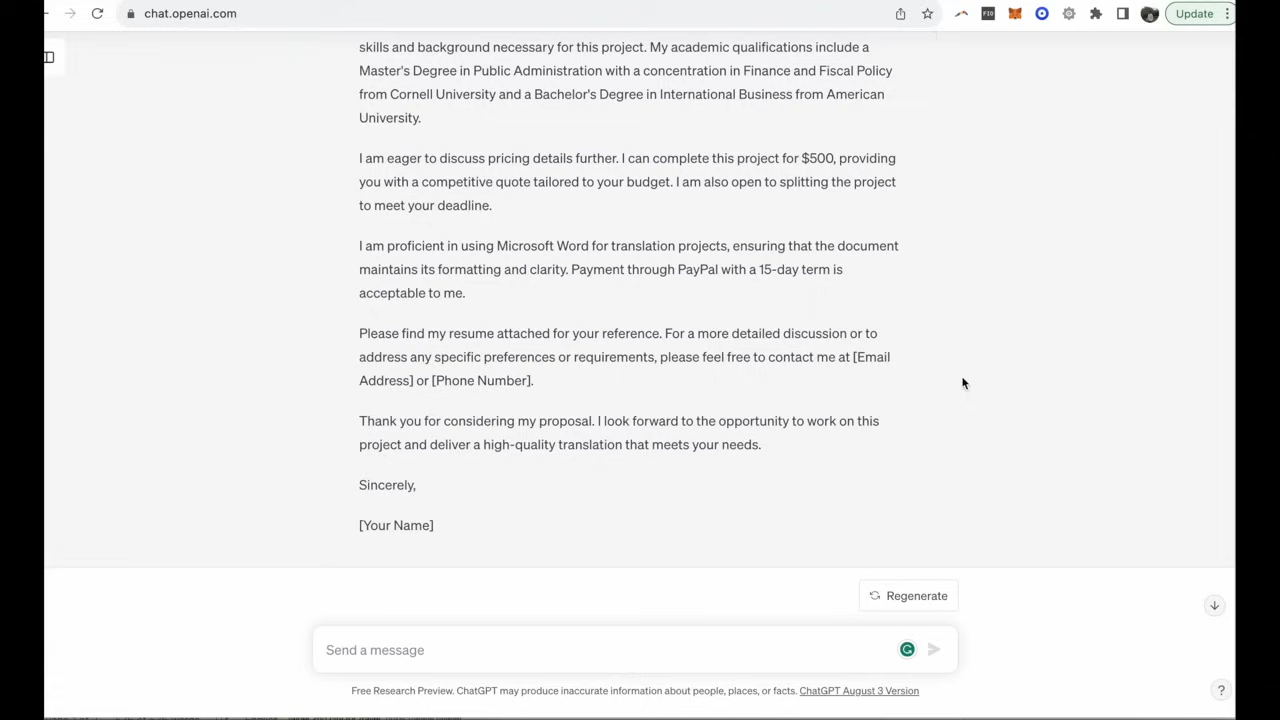 chat.openai.com
Update
skills and background necessary for this project. My academic qualifications include a
Master's Degree in Public Administration with a concentration in Finance and Fiscal Policy
from Cornell University and a Bachelor's Degree in International Business from American
University.
I am eager to discuss pricing details further. I can complete this project for $500, providing
you with a competitive quote tailored to your budget. I am also open to splitting the project
to meet your deadline.
I am proficient in using Microsoft Word for translation projects, ensuring that the document
maintains its formatting and clarity. Payment through PayPal with a 15-day term is
acceptable to me.
Please find my resume attached for your reference. For a more detailed discussion or to
address any specific preferences or requirements, please feel free to contact me at [Email
Address] or [Phone Number].
Thank you for considering my proposal. I look forward to the opportunity to work on this
project and deliver a high-quality translation that meets your needs.
Sincerely,
[Your Name]
Regenerate
Send a message
Free Research Preview. ChatGPT may produce inaccurate information about people, places, or facts. ChatGPT August 3 Version
?